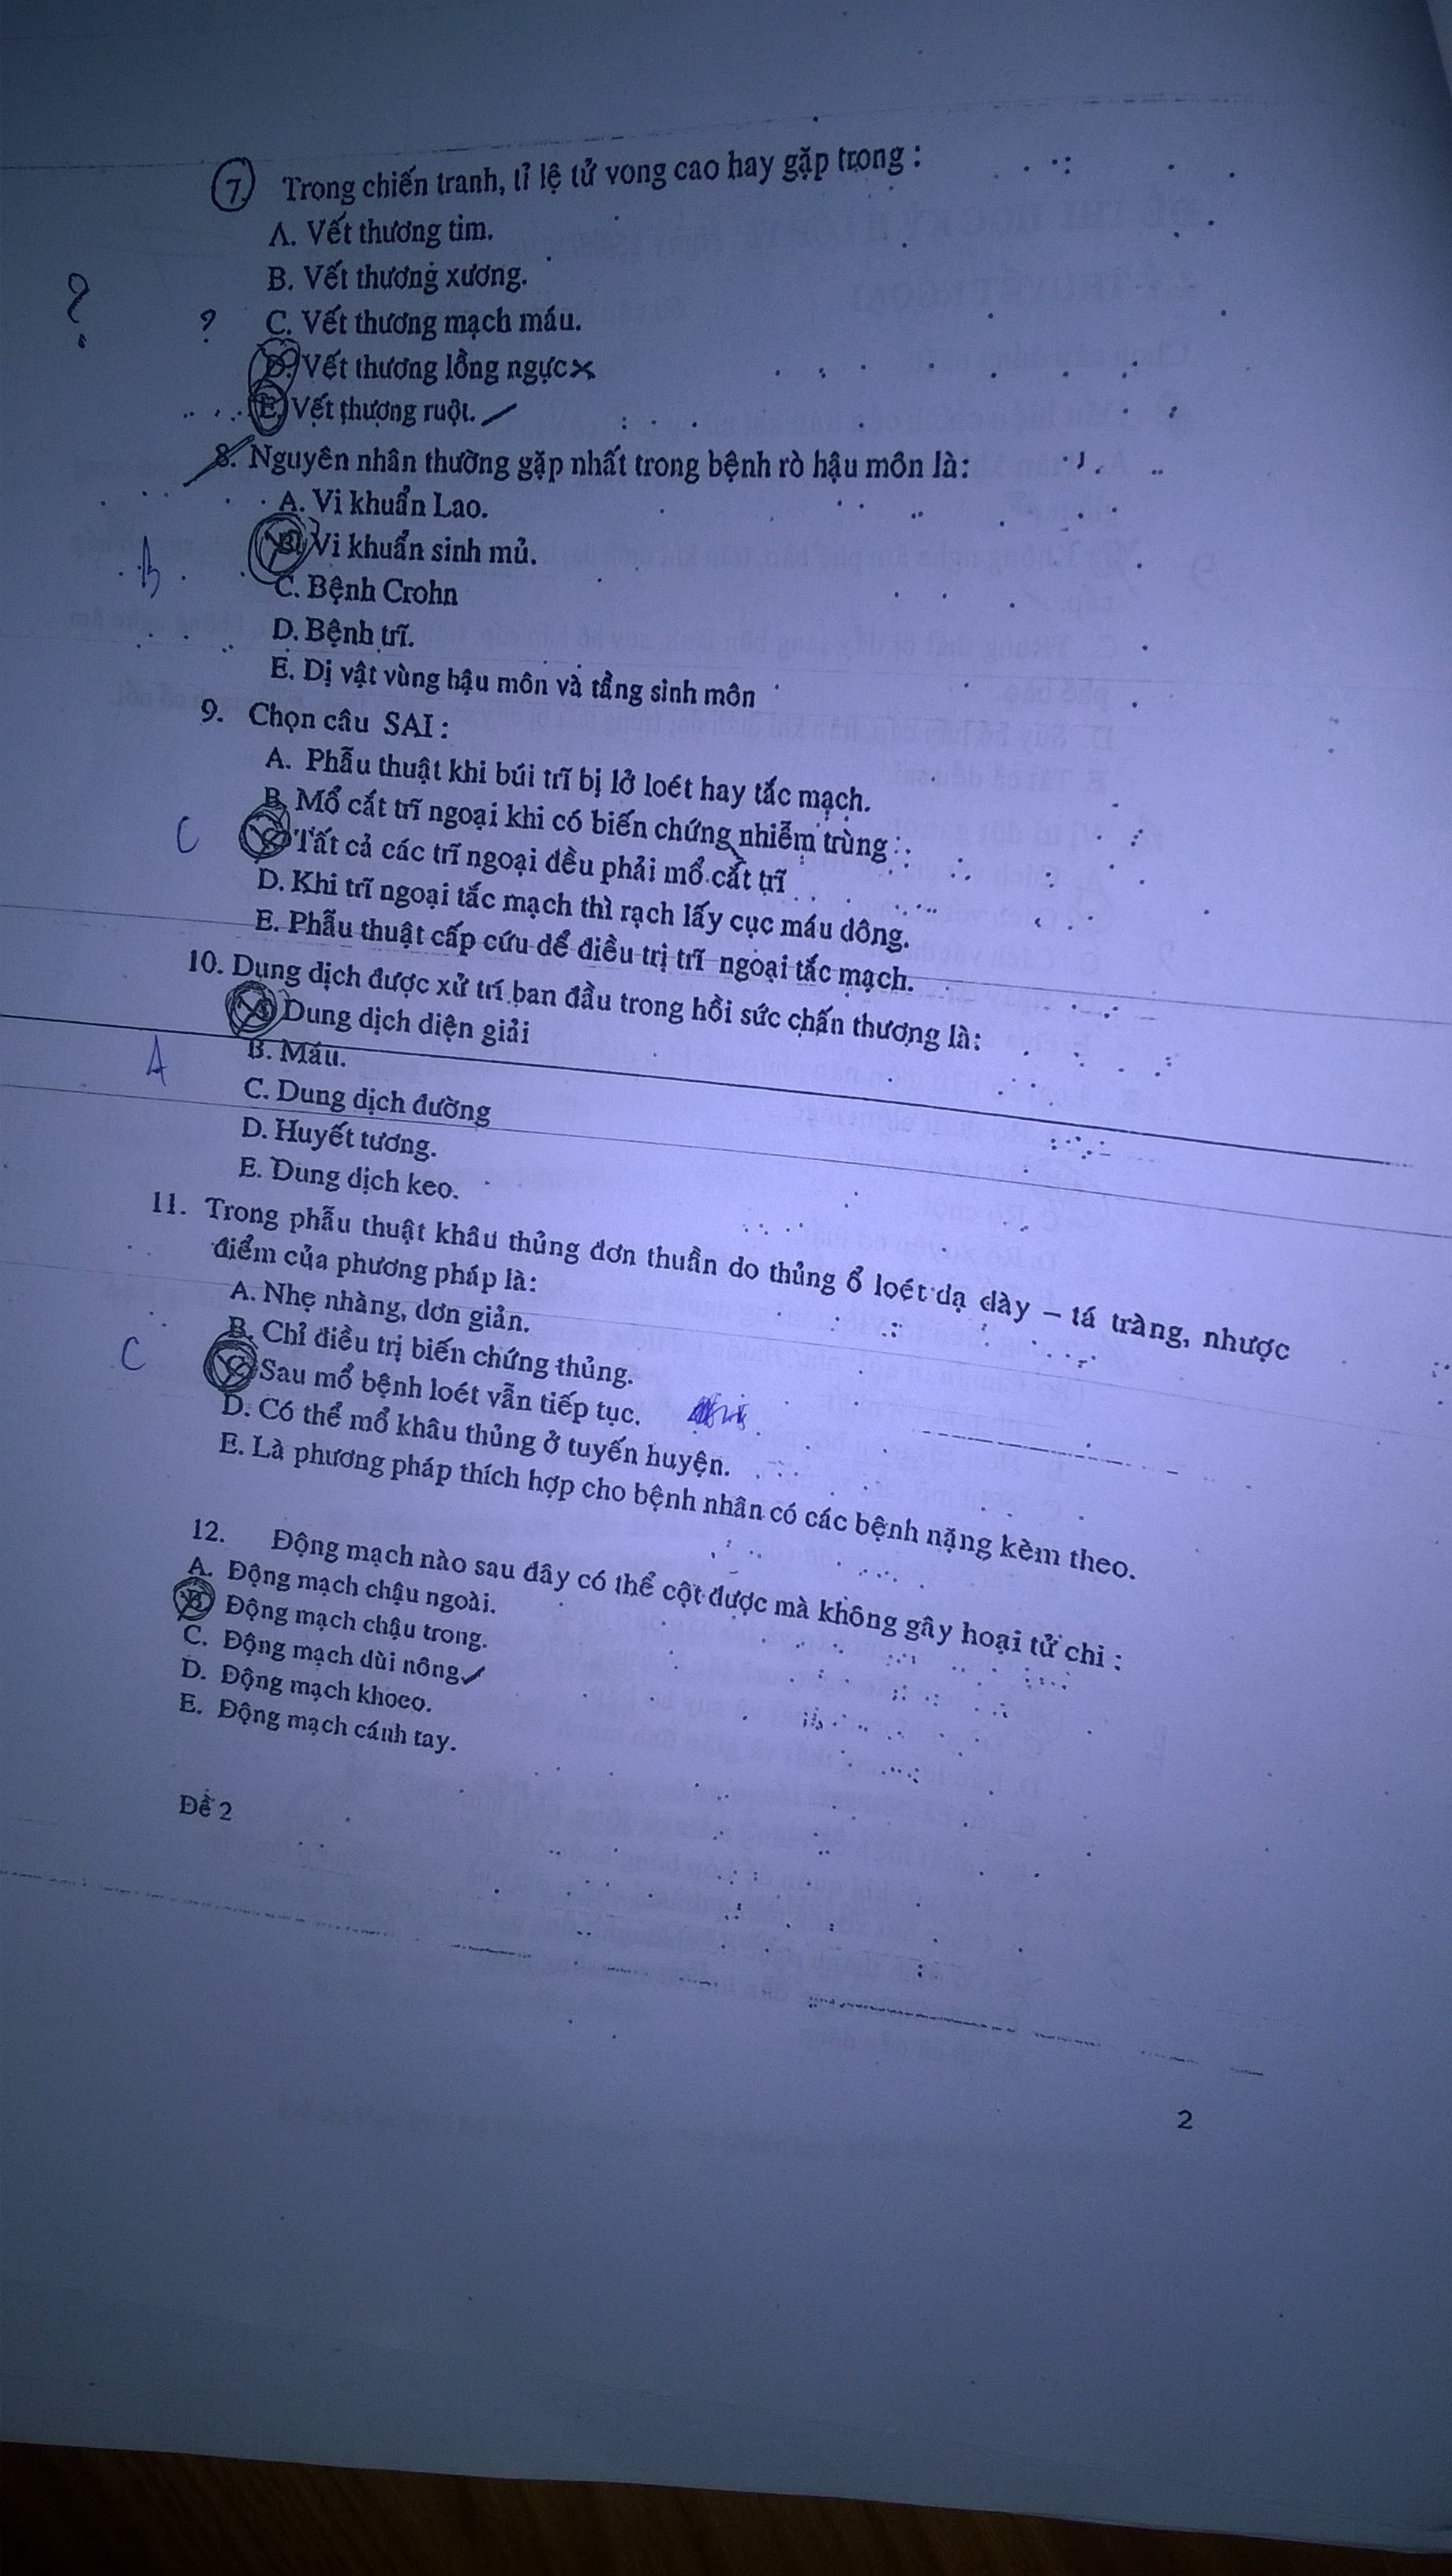 7. Trong chiến tranh, tỉ lệ tử vong cao hay gặp trong :
A. Vết thương tim.
B. Vết thương xương.
?
? C. Vết thương mạch máu.
D. Vết thương lồng ngực x
E. Vết thương ruột.
8. Nguyên nhân thường gặp nhất trong bệnh rò hậu môn là:
A. Vi khuẩn Lao.
B. Vi khuẩn sinh mủ.
B
C. Bệnh Crohn
D. Bệnh trĩ.
E. Dị vật vùng hậu môn và tầng sinh môn
9. Chọn câu SAI :
A. Phẫu thuật khi búi trĩ bị lở loét hay tắc mạch.
B. Mổ cắt trĩ ngoại khi có biến chứng nhiễm trùng
C
C. Tất cả các trĩ ngoại đều phải mổ cắt trĩ
D. Khi trĩ ngoại tắc mạch thì rạch lấy cục máu đông.
E. Phẫu thuật cấp cứu để điều trị trĩ ngoại tắc mạch.
10. Dung dịch được xử trí ban đầu trong hồi sức chấn thương là:
A. Dung dịch điện giải
A
B. Máu.
C. Dung dịch đường
D. Huyết tương.
E. Dung dịch keo.
11. Trong phẫu thuật khâu thủng đơn thuần do thủng ổ loét dạ dày – tá tràng, nhược
điểm của phương pháp là:
A. Nhẹ nhàng, đơn giản.
B. Chỉ điều trị biến chứng thủng.
C
C. Sau mổ bệnh loét vẫn tiếp tục.
D. Có thể mổ khâu thủng ở tuyến huyện.
E. Là phương pháp thích hợp cho bệnh nhân có các bệnh nặng kèm theo.
12. Động mạch nào sau đây có thể cột được mà không gây hoại tử chi :
A. Động mạch chậu ngoài.
B. Động mạch chậu trong.
C. Động mạch đùi nông.
D. Động mạch khoeo.
E. Động mạch cánh tay.
Đề 2
2